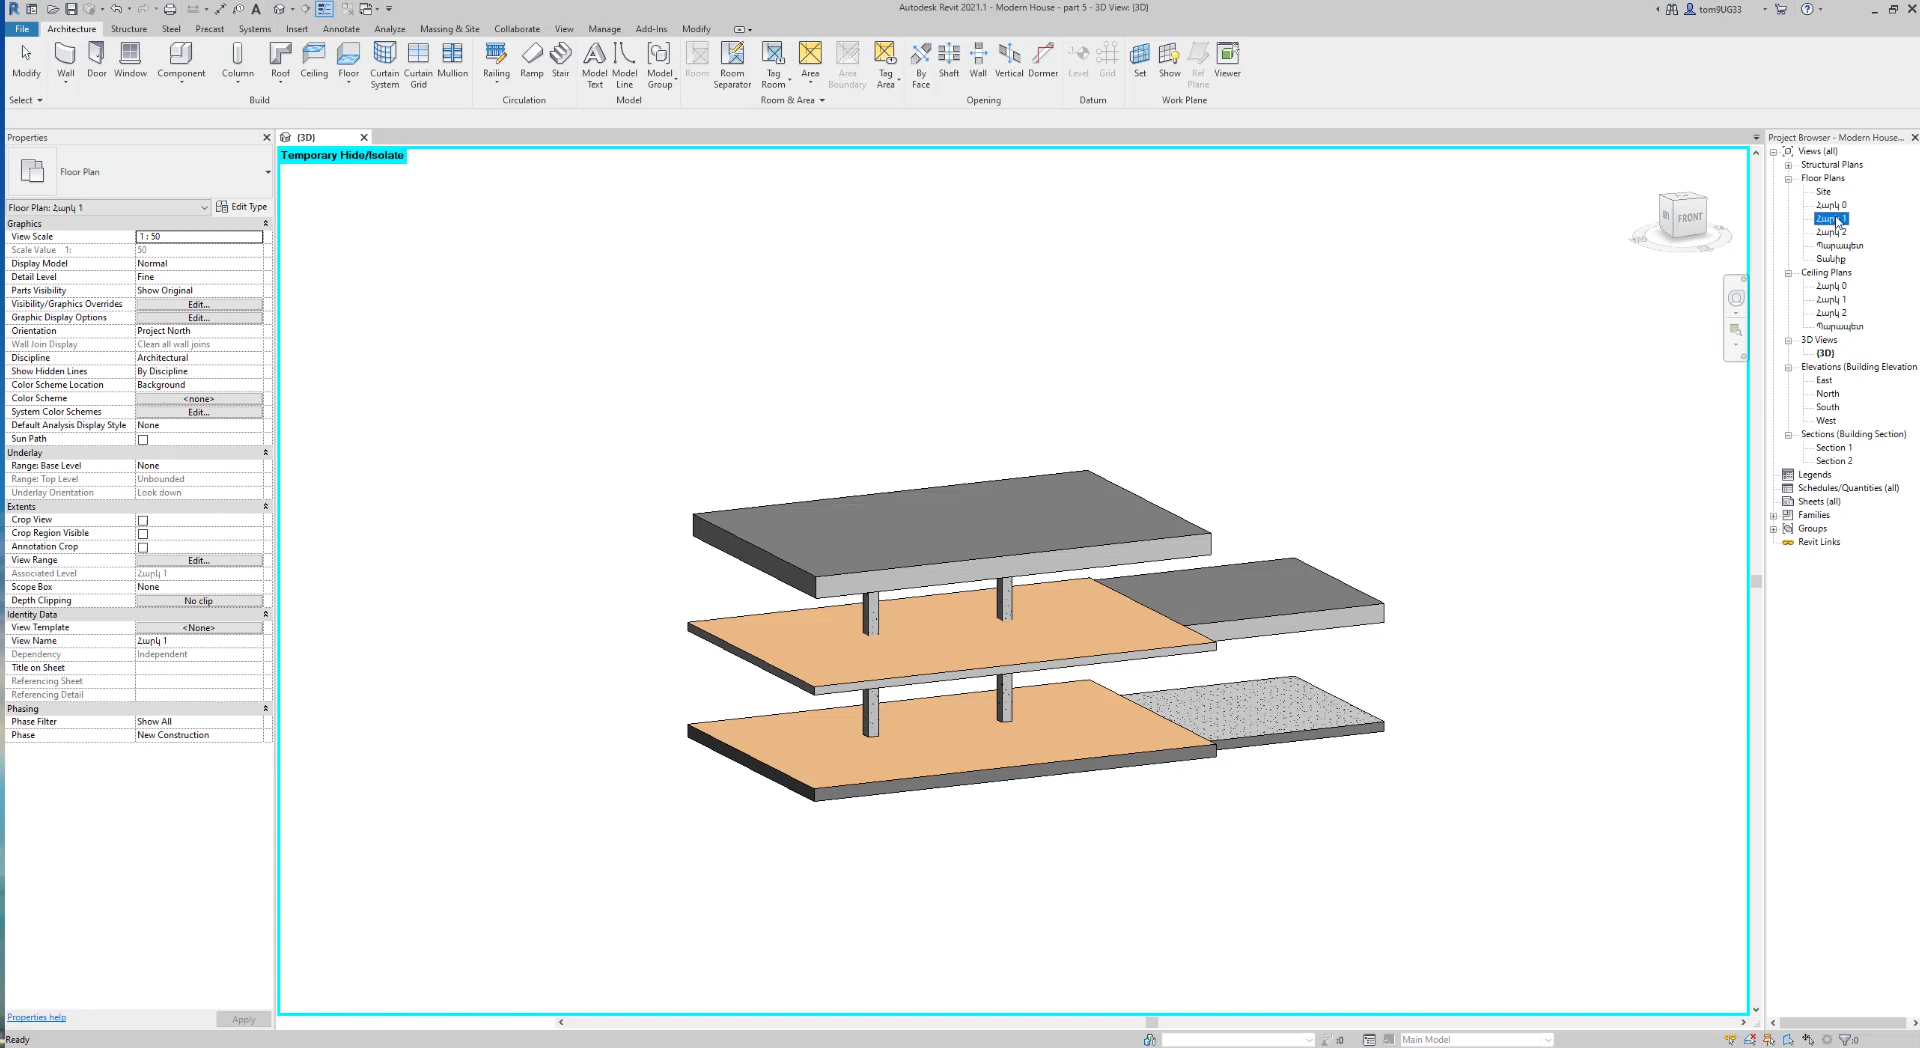 Autodesk Revit 2021.1 - Modern House - part 5 - 3D View: {3D}
tom9UG33
File Architecture Structure Steel Precast Systems Insert Annotate Analyze Massing & Site Collaborate View Manage Add-Ins Modify
Modify Wall Door Window Component Column Roof Ceiling Floor Curtain System Curtain Grid Mullion Railing Ramp Stair Model Text Model Line Model Group Room Room Separator Tag Room Area Area Boundary Tag Area By Face Shaft Wall Vertical Dormer Level Grid Set Show Ref Plane Viewer
Select Build Circulation Model Room & Area Opening Datum Work Plane
Properties
Floor Plan
Floor Plan: Հարկ 1 Edit Type
Graphics
View Scale 1 : 50
Scale Value 1: 50
Display Model Normal
Detail Level Fine
Parts Visibility Show Original
Visibility/Graphics Overrides Edit...
Graphic Display Options Edit...
Orientation Project North
Wall Join Display Clean all wall joins
Discipline Architectural
Show Hidden Lines By Discipline
Color Scheme Location Background
Color Scheme <none>
System Color Schemes Edit...
Default Analysis Display Style None
Sun Path
Underlay
Range: Base Level None
Range: Top Level Unbounded
Underlay Orientation Look down
Extents
Crop View
Crop Region Visible
Annotation Crop
View Range Edit...
Associated Level Հարկ 1
Scope Box None
Depth Clipping No clip
Identity Data
View Template <None>
View Name Հարկ 1
Dependency Independent
Title on Sheet
Referencing Sheet
Referencing Detail
Phasing
Phase Filter Show All
Phase New Construction
Properties help Apply
Ready
{3D}
Temporary Hide/Isolate
FRONT
Project Browser - Modern House...
Views (all)
Structural Plans
Floor Plans
Site
Հարկ 0
Հարկ 1
Հարկ 2
Պարապետ
Տանիք
Ceiling Plans
Հարկ 0
Հարկ 1
Հարկ 2
Պարապետ
3D Views
{3D}
Elevations (Building Elevation
East
North
South
West
Sections (Building Section)
Section 1
Section 2
Legends
Schedules/Quantities (all)
Sheets (all)
Families
Groups
Revit Links
:0 Main Model :0